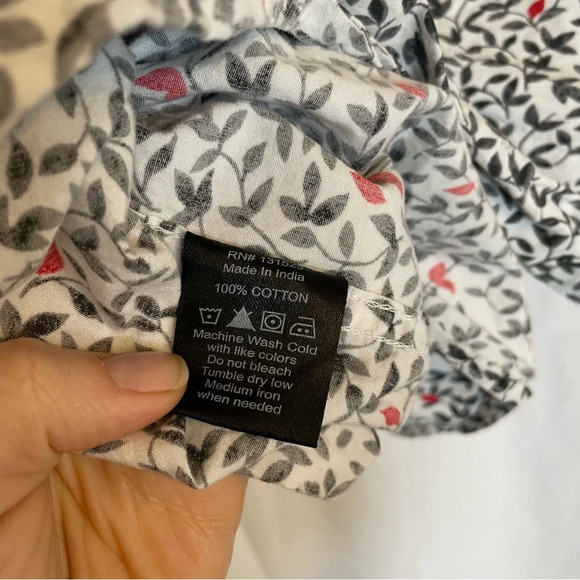 RN#
Made In India
100% COTTON
Machine Wash Cold
with like colors
Do not bleach
Tumble dry low
Medium iron
when needed